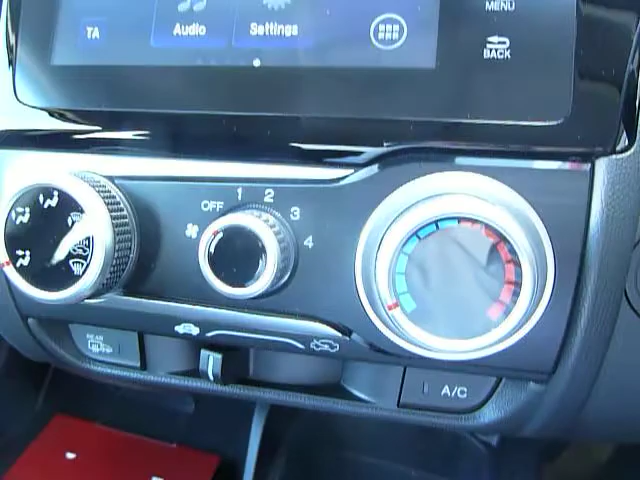 MENU
TA
Audio
Settings
BACK
OFF 1 2 3 4
REAR
A/C